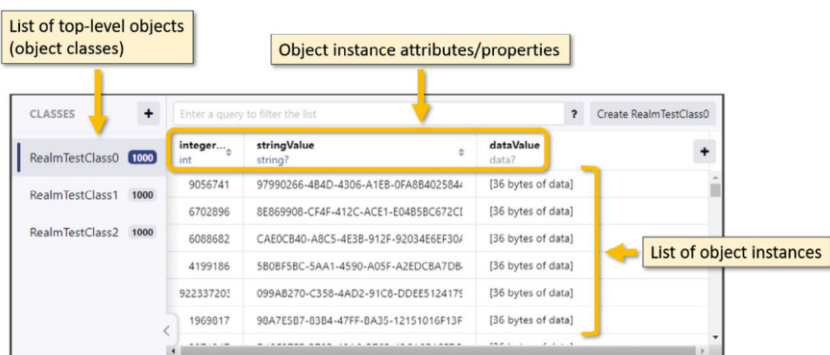 List of top-level objects
(object classes)
Object instance attributes/properties
CLASSES +
Enter a query to filter the list ? Create RealmTestClass0
RealmTestClass0 1000
RealmTestClass1 1000
RealmTestClass2 1000
integer... stringValue dataValue +
int string? data?
9056741 97990266-4B4D-4306-A1EB-0FA8B402584 [36 bytes of data]
6702896 8E869908-CF4F-412C-ACE1-E04B5BC672C [36 bytes of data]
6088682 CAE0CB40-A8C5-4E3B-912F-92034E6EF30 [36 bytes of data]
4199186 5B0BF5BC-5AA1-4590-A05F-A2EDCBA7DB [36 bytes of data]
92233720 099AB270-C358-4AD2-91C8-DDEE5124179 [36 bytes of data]
1969817 98A7E5B7-83B4-47FF-BA35-12151016F13F [36 bytes of data]
List of object instances